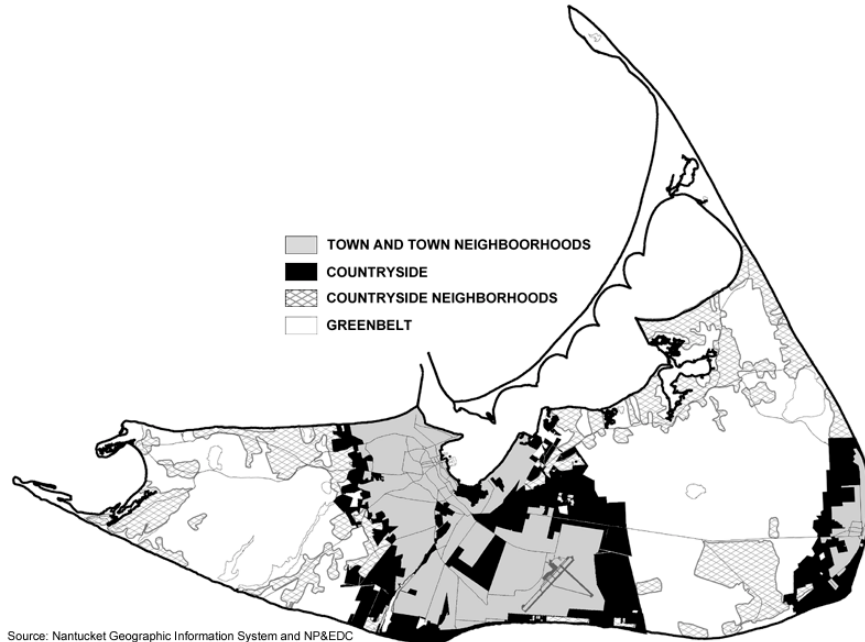 TOWN AND TOWN NEIGHBOORHOODS
COUNTRYSIDE
COUNTRYSIDE NEIGHBORHOODS
GREENBELT
Source: Nantucket Geographic Information System and NP&EDC